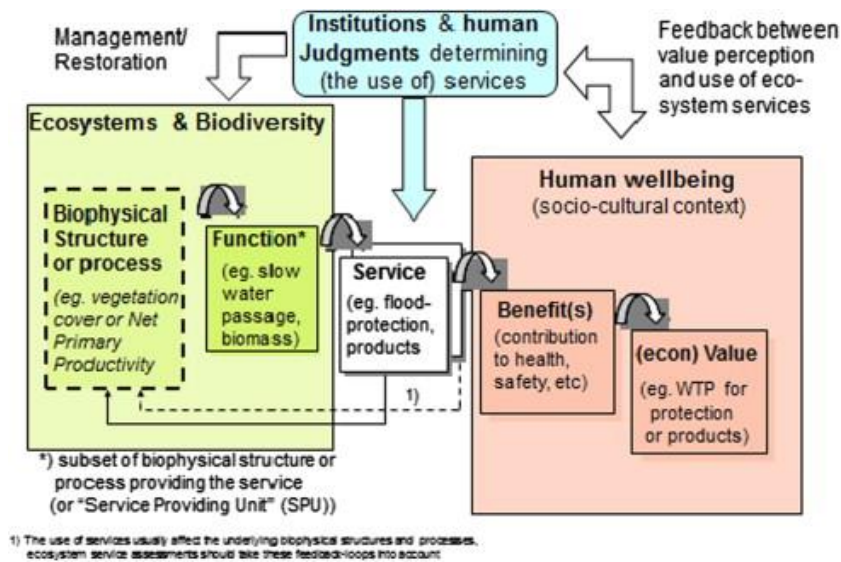 Management/
Restoration
Institutions & human
Judgments determining
(the use of) services
Feedback between
value perception
and use of eco-
system services
Ecosystems & Biodiversity
Biophysical
Structure
or process
(eg. vegetation
cover or Net
Primary
Productivity
Function*
(eg. slow
water
passage,
biomass)
Service
(eg. flood-
protection,
products
1)
Human wellbeing
(socio-cultural context)
Benefit(s)
(contribution
to health,
safety, etc)
(econ) Value
(eg. WTP for
protection
or products)
*) subset of biophysical structure or
process providing the service
(or “Service Providing Unit” (SPU))
1) The use of services usually affect the underlying biophysical structures and processes,
ecosystem service assessments should take these feedback-loops into account